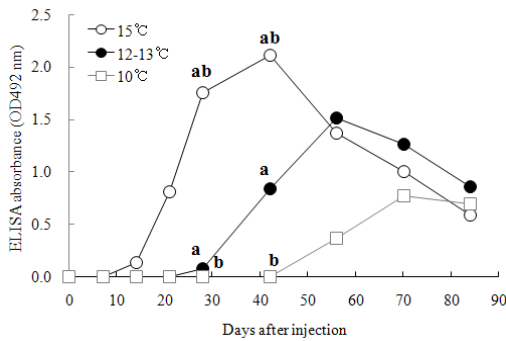 15℃
12-13℃
10℃
ELISA absorbance (OD492 nm)
2.5
2.0
1.5
1.0
0.5
0.0
ab
ab
a
a
b
b
0 10 20 30 40 50 60 70 80 90
Days after injection